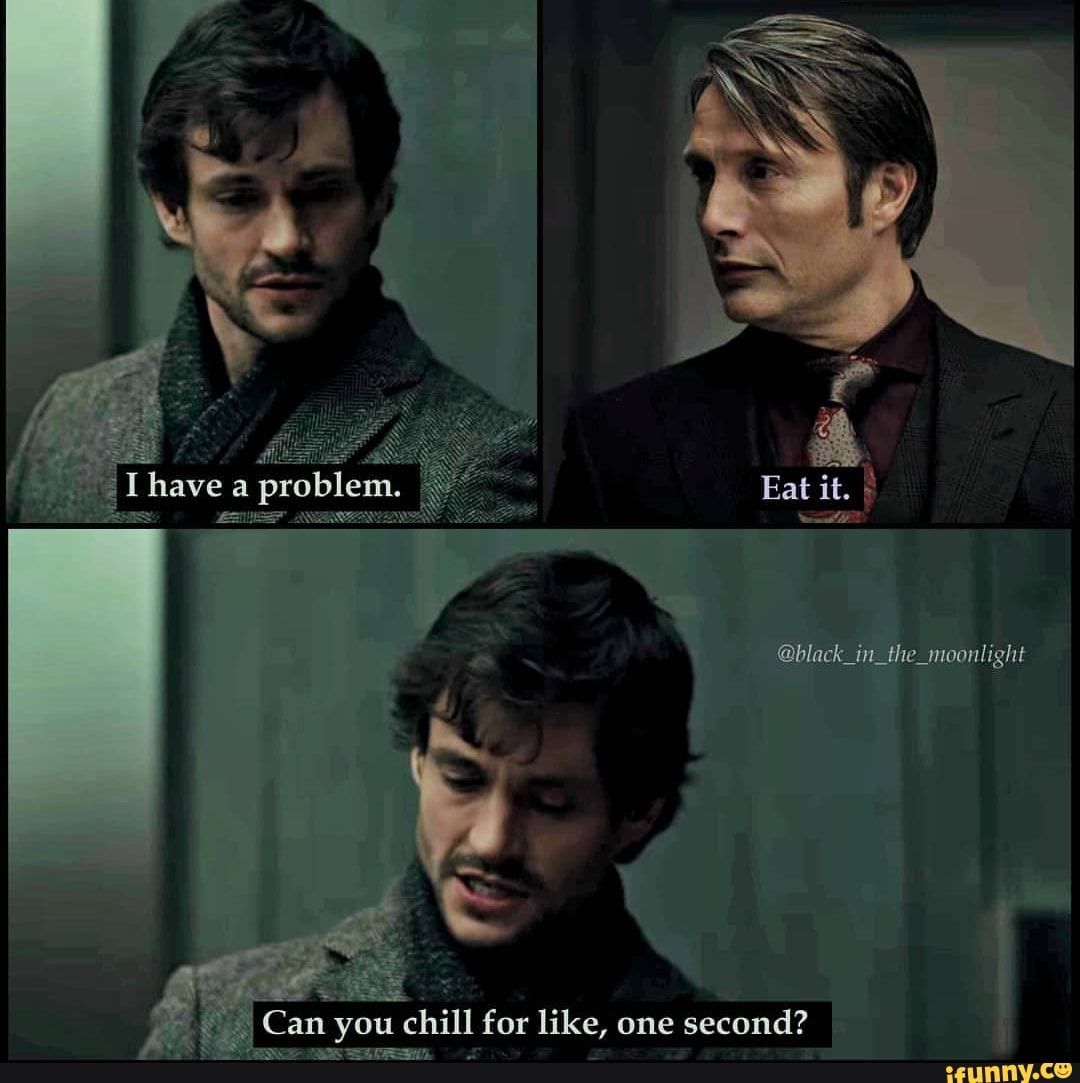 I have a problem.
Eat it.
@black_in_the_moonlight
Can you chill for like, one second?
ifunny.co